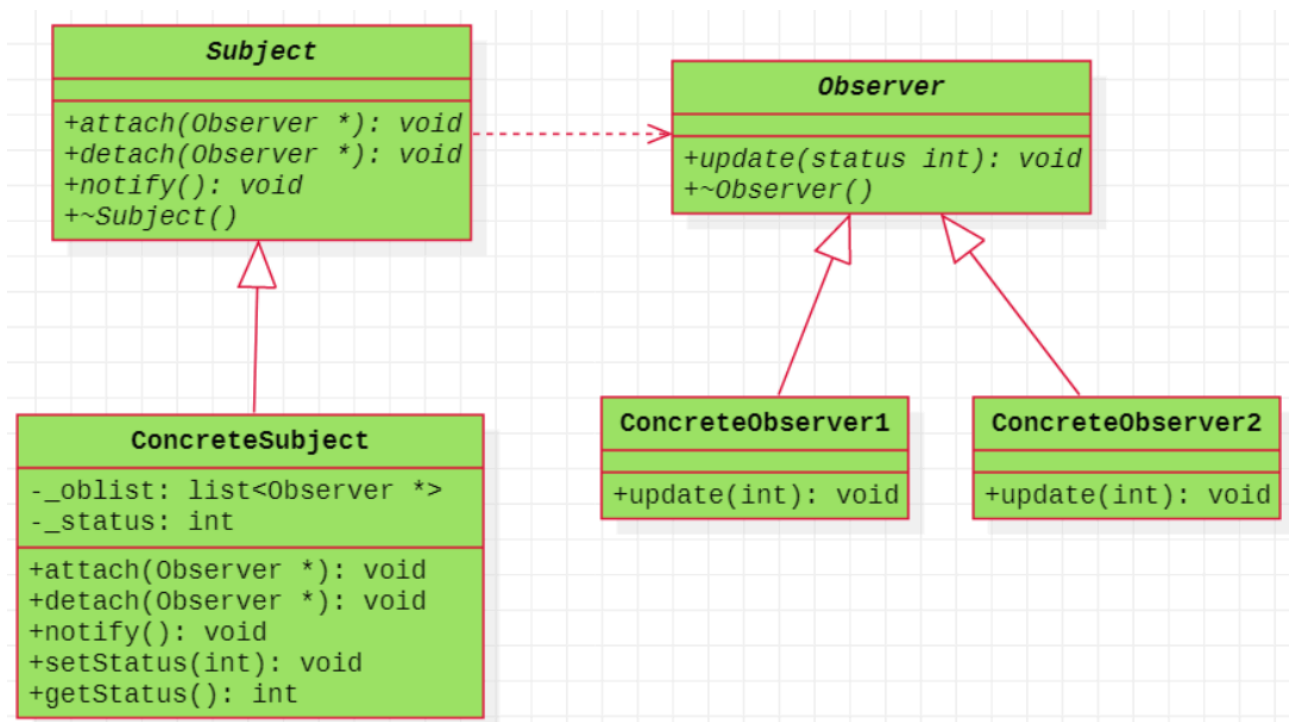 Subject
+attach(Observer *): void
+detach(Observer *): void
+notify(): void
+~Subject()
Observer
+update(status int): void
+~Observer()
ConcreteSubject
-_oblist: list<Observer *>
-_status: int
+attach(Observer *): void
+detach(Observer *): void
+notify(): void
+setStatus(int): void
+getStatus(): int
ConcreteObserver1
+update(int): void
ConcreteObserver2
+update(int): void